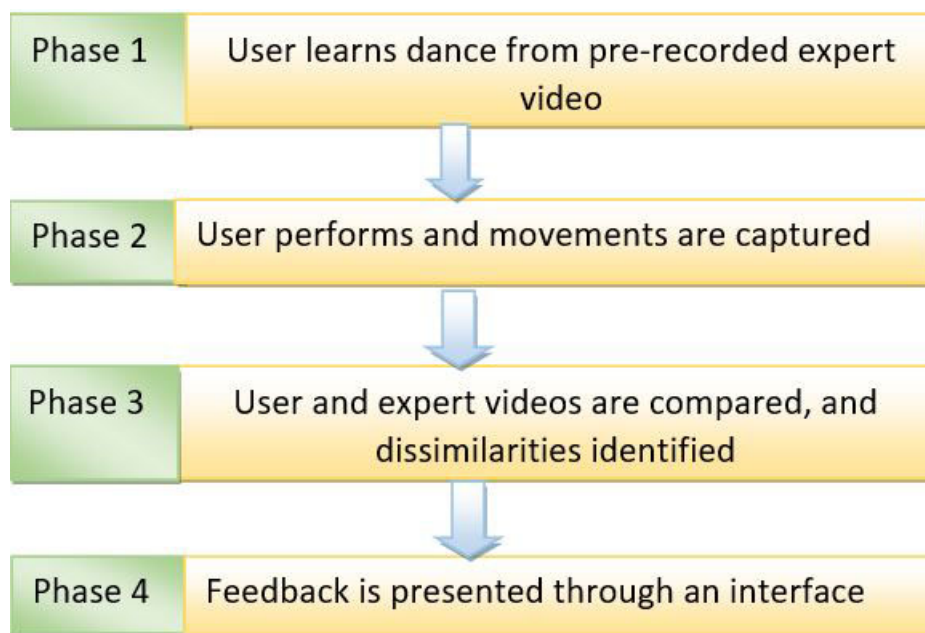 Phase 1
User learns dance from pre-recorded expert
video
Phase 2
User performs and movements are captured
Phase 3
User and expert videos are compared, and
dissimilarities identified
Phase 4
Feedback is presented through an interface